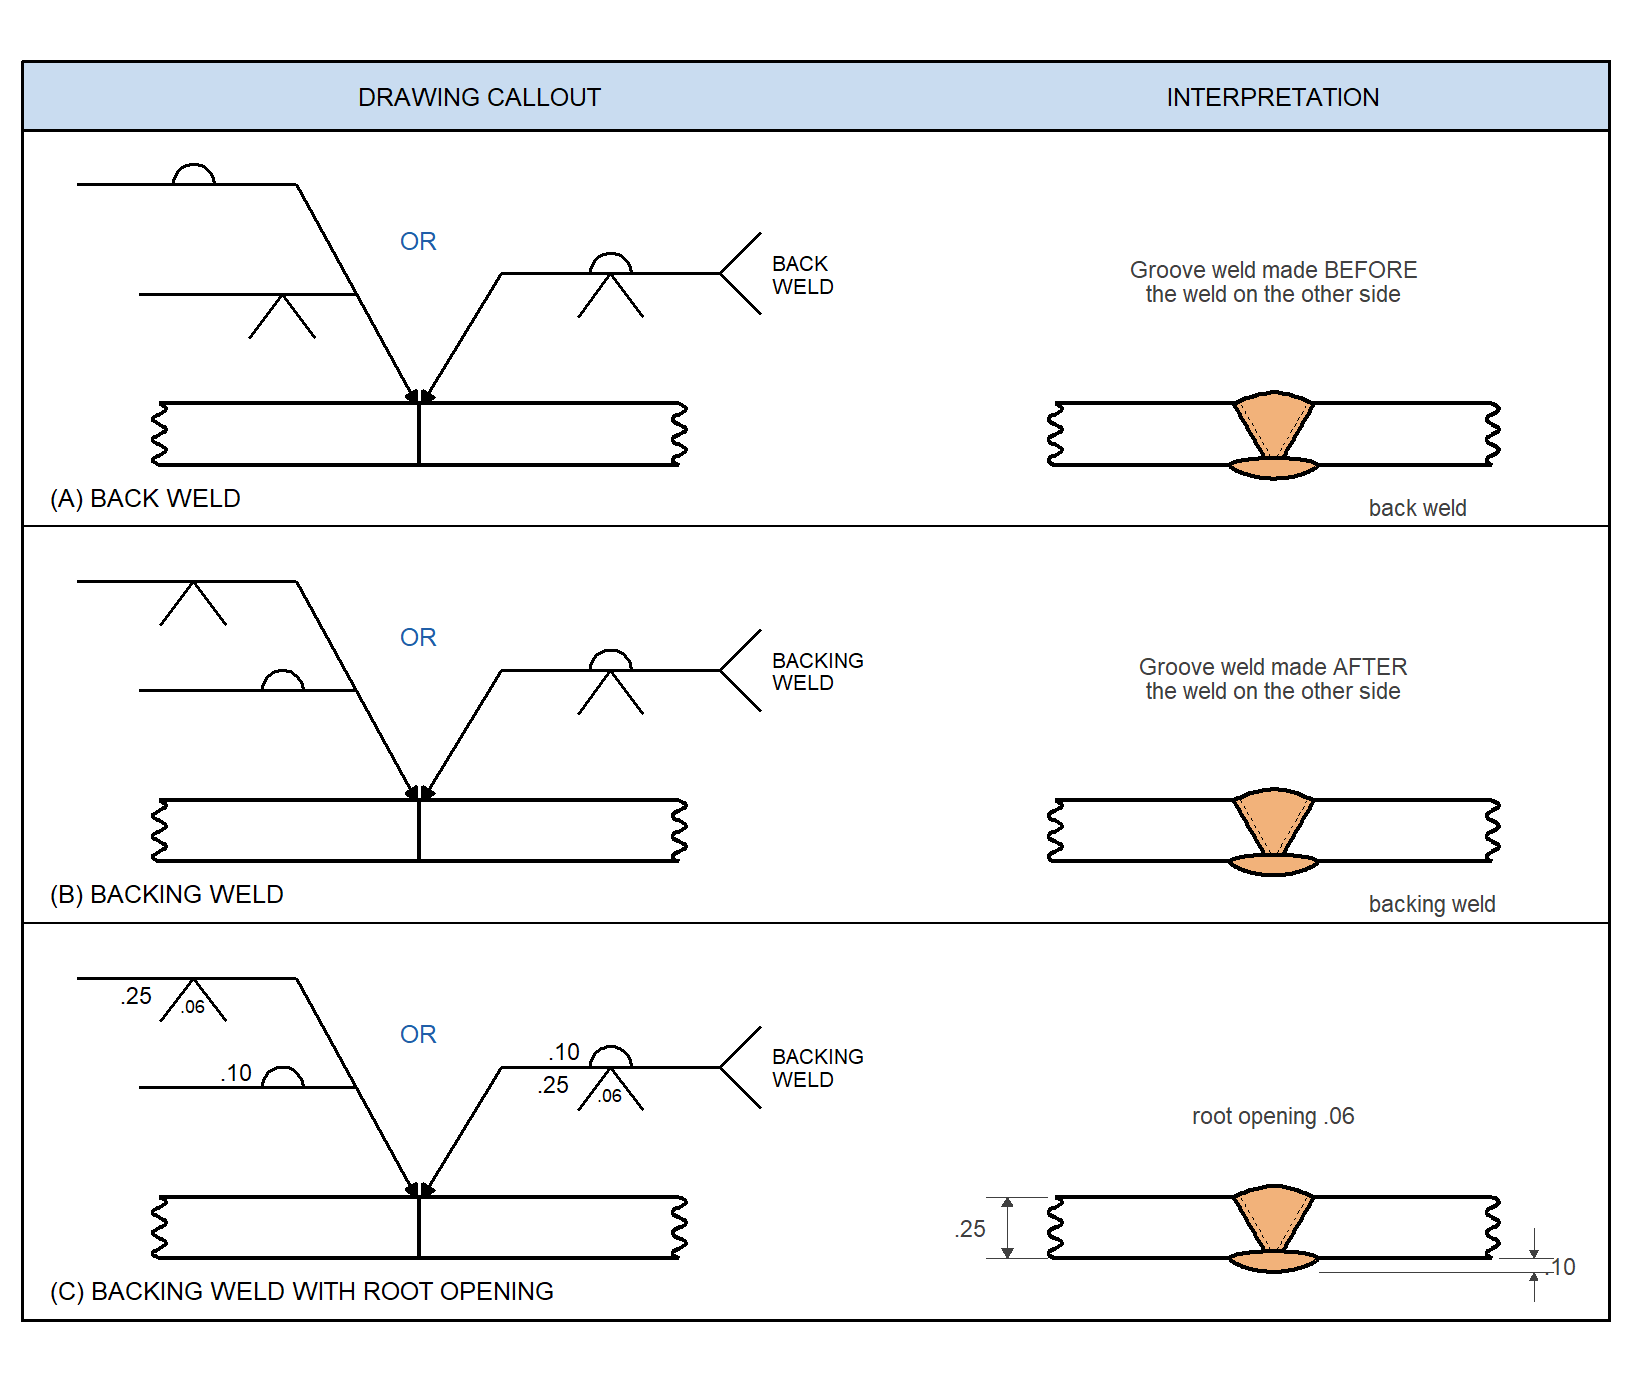 DRAWING CALLOUT
INTERPRETATION
OR
BACK
WELD
Groove weld made BEFORE
the weld on the other side
(A) BACK WELD
back weld
OR
BACKING
WELD
Groove weld made AFTER
the weld on the other side
(B) BACKING WELD
backing weld
.25
.06
.10
OR
.10
.25
.06
BACKING
WELD
root opening .06
.25
.10
(C) BACKING WELD WITH ROOT OPENING